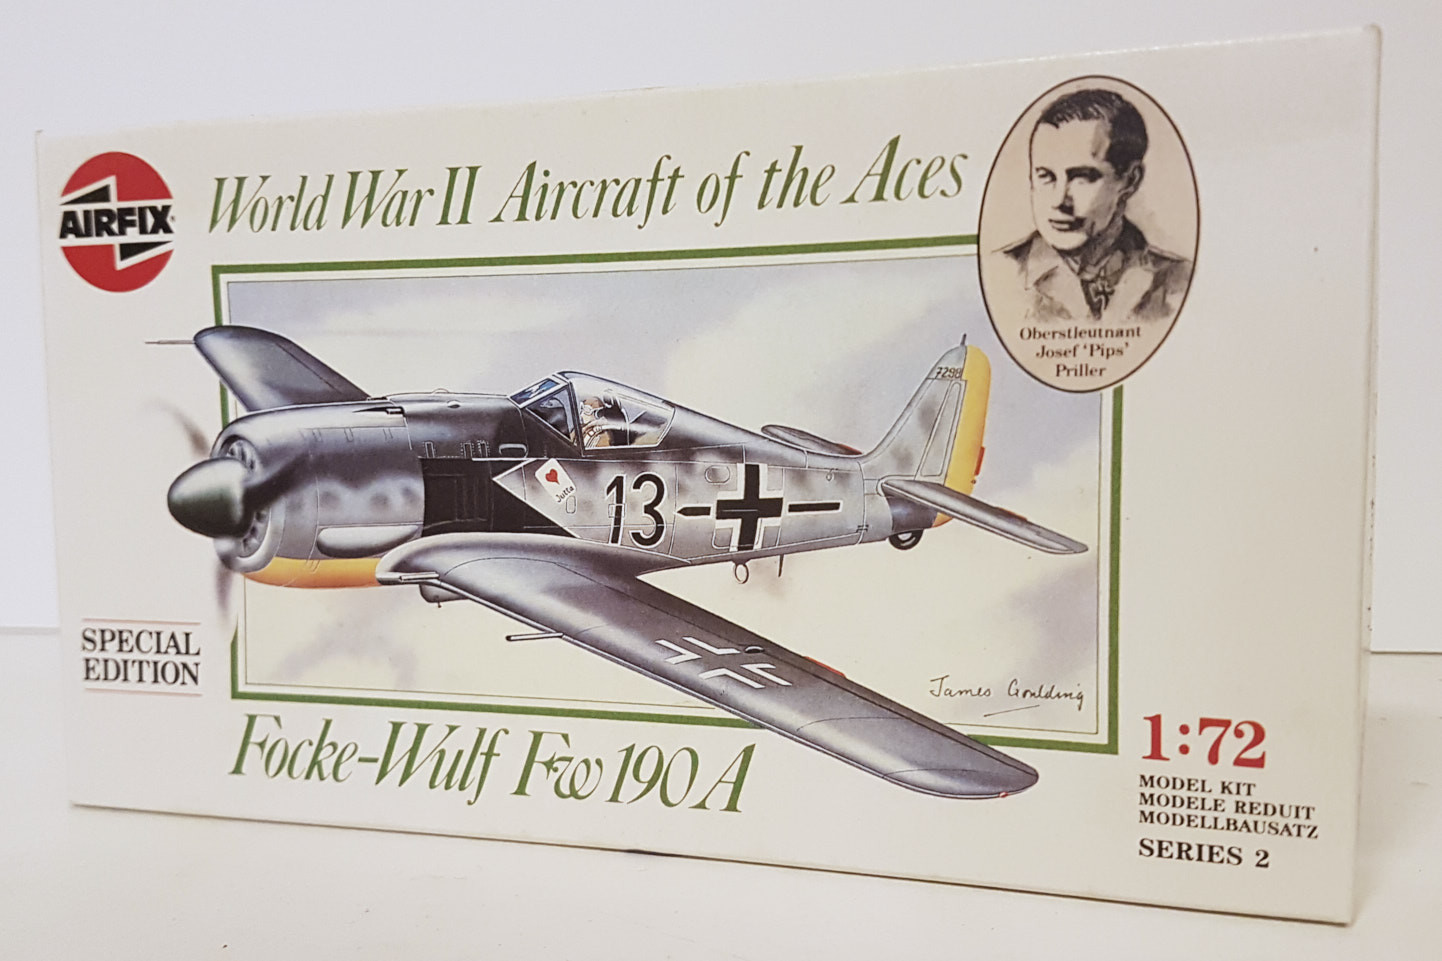 AIRFIX
World War II Aircraft of the Aces
Oberstleutnant
Josef 'Pips'
Priller
7298
Jutta
13
SPECIAL
EDITION
James Goulding
Focke-Wulf Fw 190 A
1:72
MODEL KIT
MODELE REDUIT
MODELLBAUSATZ
SERIES 2